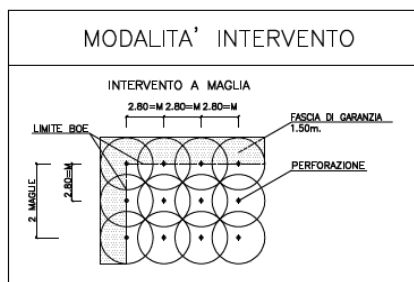 MODALITA' INTERVENTO
INTERVENTO A MAGLIA
2.80=M 2.80=M 2.80=M
FASCIA DI GARANZIA
1.50m.
LIMITE BOE
PERFORAZIONE
2.80=M
2 MAGLIE